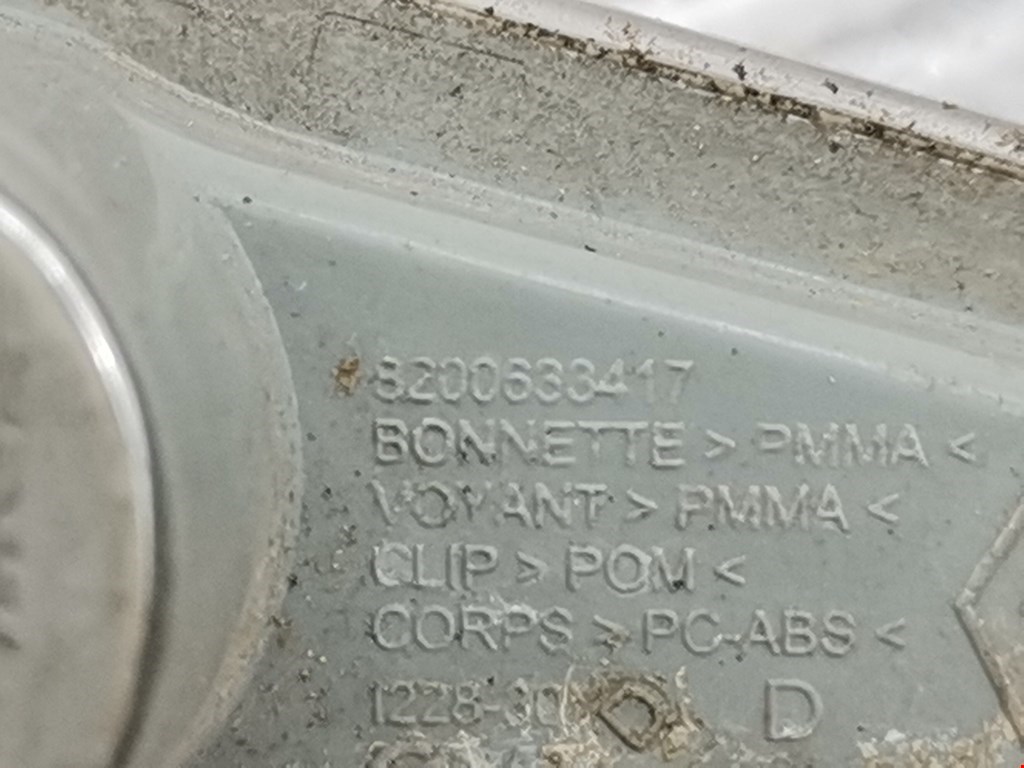 8200633417
BONNETTE > PMMA <
VOYANT > PMMA <
CLIP > POM <
CORPS > PC-ABS <
D